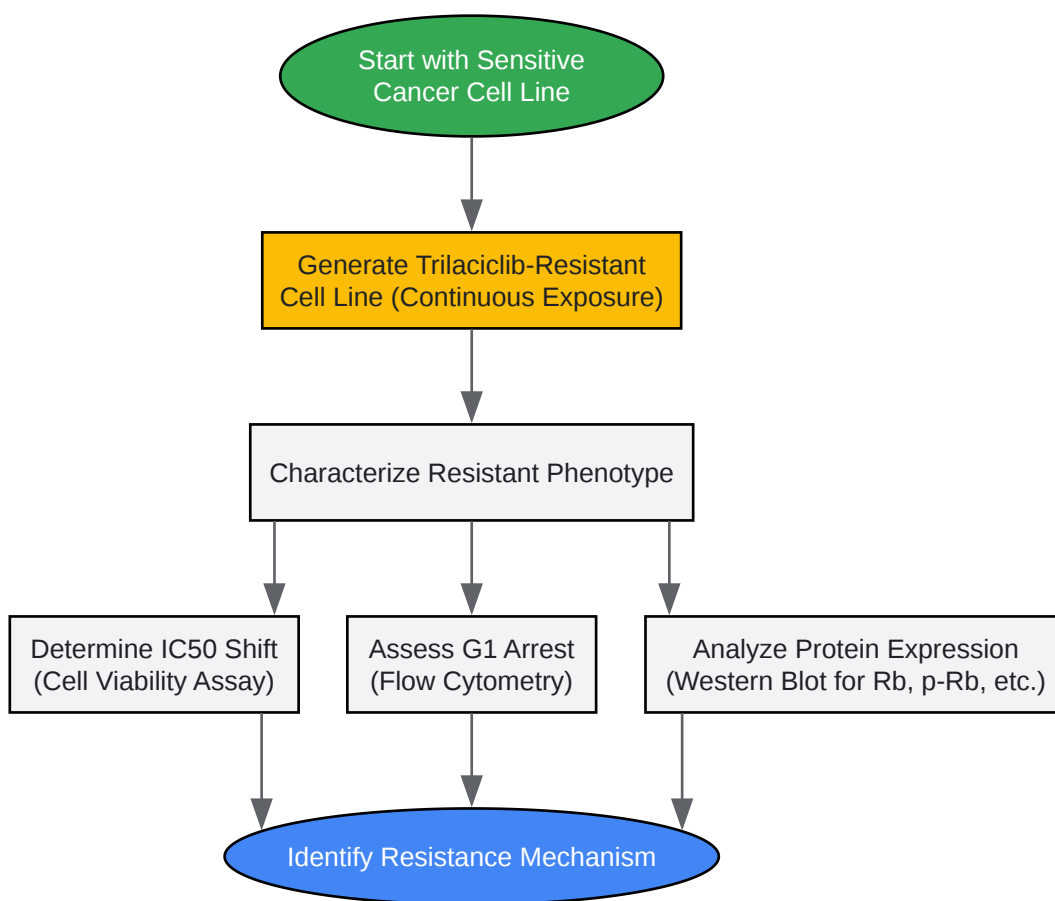 Start with Sensitive
Cancer Cell Line
Generate Trilaciclib-Resistant
Cell Line (Continuous Exposure)
Characterize Resistant Phenotype
Determine IC50 Shift
(Cell Viability Assay)
Assess G1 Arrest
(Flow Cytometry)
Analyze Protein Expression
(Western Blot for Rb, p-Rb, etc.)
Identify Resistance Mechanism